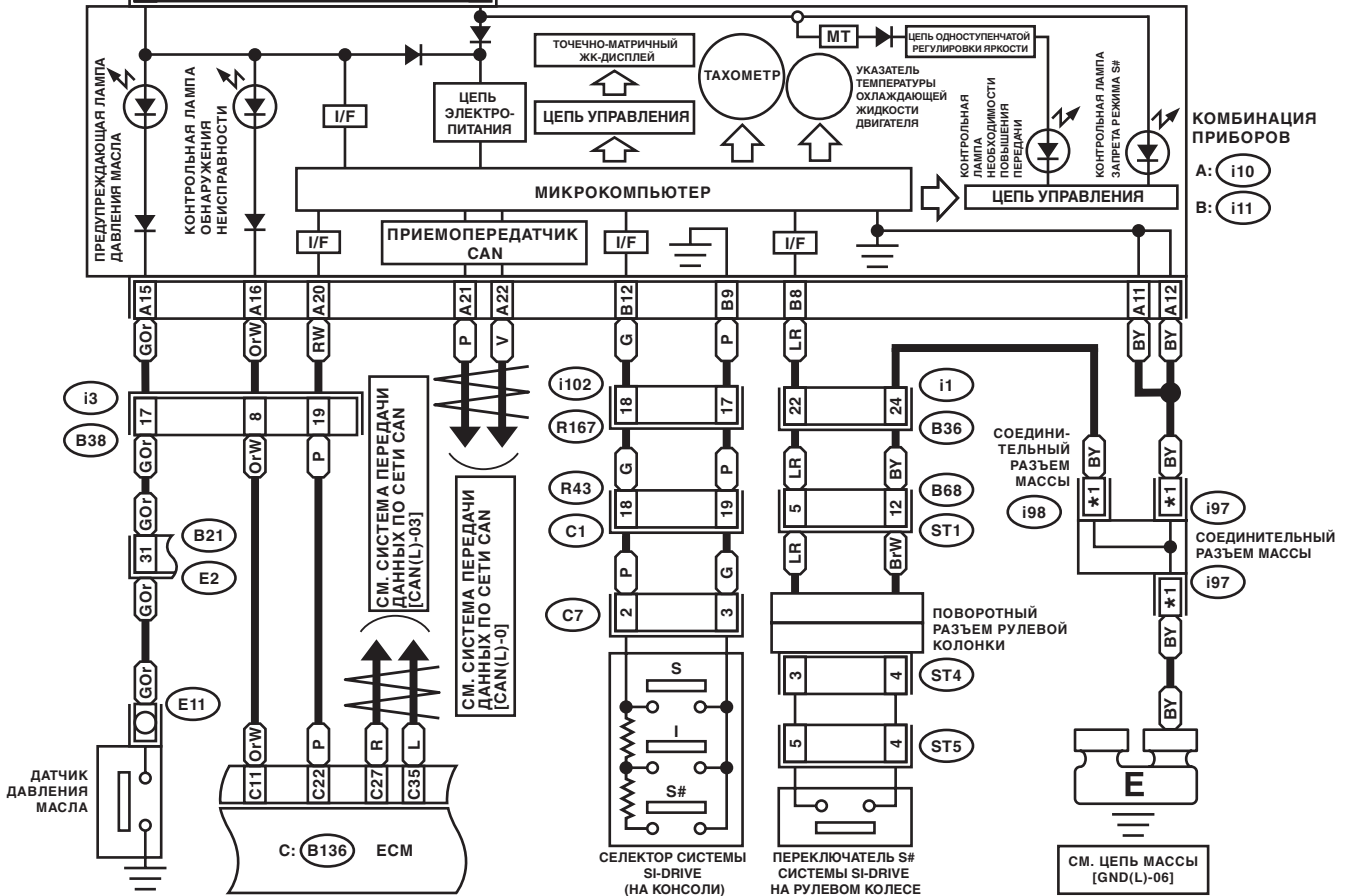 ПРЕДУПРЕЖДАЮЩАЯ ЛАМПА
ДАВЛЕНИЯ МАСЛА
КОНТРОЛЬНАЯ ЛАМПА
ОБНАРУЖЕНИЯ
НЕИСПРАВНОСТИ
I/F
ЦЕПЬ
ЭЛЕКТРО-
ПИТАНИЯ
ТОЧЕЧНО-МАТРИЧНЫЙ
ЖК-ДИСПЛЕЙ
ЦЕПЬ УПРАВЛЕНИЯ
ТАХОМЕТР
УКАЗАТЕЛЬ
ТЕМПЕРАТУРЫ
ОХЛАЖДАЮЩЕЙ
ЖИДКОСТИ
ДВИГАТЕЛЯ
MT
ЦЕПЬ ОДНОСТУПЕНЧАТОЙ
РЕГУЛИРОВКИ ЯРКОСТИ
КОНТРОЛЬНАЯ
ЛАМПА
НЕОБХОДИМОСТИ
ПОВЫШЕНИЯ
ПЕРЕДАЧИ
КОНТРОЛЬНАЯ ЛАМПА
ЗАПРЕТА РЕЖИМА S#
КОМБИНАЦИЯ
ПРИБОРОВ
A: i10
B: i11
МИКРОКОМПЬЮТЕР
ЦЕПЬ УПРАВЛЕНИЯ
I/F
ПРИЕМОПЕРЕДАТЧИК
CAN
I/F
I/F
A15
A16
A20
A21
A22
B12
B9
B8
A11
A12
GOr
OrW
RW
P
V
G
P
LR
BY
BY
i3
B38
17
8
19
i102
R167
18
17
22
24
i1
B36
GOr
OrW
P
СМ. СИСТЕМА ПЕРЕДАЧИ
ДАННЫХ ПО СЕТИ CAN
[CAN(L)-03]
СМ. СИСТЕМА ПЕРЕДАЧИ
ДАННЫХ ПО СЕТИ CAN
[CAN(L)-0]
G
P
LR
BY
СОЕДИНИ-
ТЕЛЬНЫЙ
РАЗЪЕМ
МАССЫ
i98
BY
BY
*1
*1
i97
СОЕДИНИТЕЛЬНЫЙ
РАЗЪЕМ МАССЫ
i97
*1
BY
BY
GOr
31
B21
E2
GOr
R43
C1
18
19
5
12
B68
ST1
P
G
LR
BrW
C7
2
3
ПОВОРОТНЫЙ
РАЗЪЕМ РУЛЕВОЙ
КОЛОНКИ
3
4
ST4
5
4
ST5
GOr
E11
ДАТЧИК
ДАВЛЕНИЯ
МАСЛА
OrW
P
R
L
C11
C22
C27
C35
C: B136 ECM
S
I
S#
СЕЛЕКТОР СИСТЕМЫ
SI-DRIVE
(НА КОНСОЛИ)
ПЕРЕКЛЮЧАТЕЛЬ S#
СИСТЕМЫ SI-DRIVE
НА РУЛЕВОМ КОЛЕСЕ
E
СМ. ЦЕПЬ МАССЫ
[GND(L)-06]